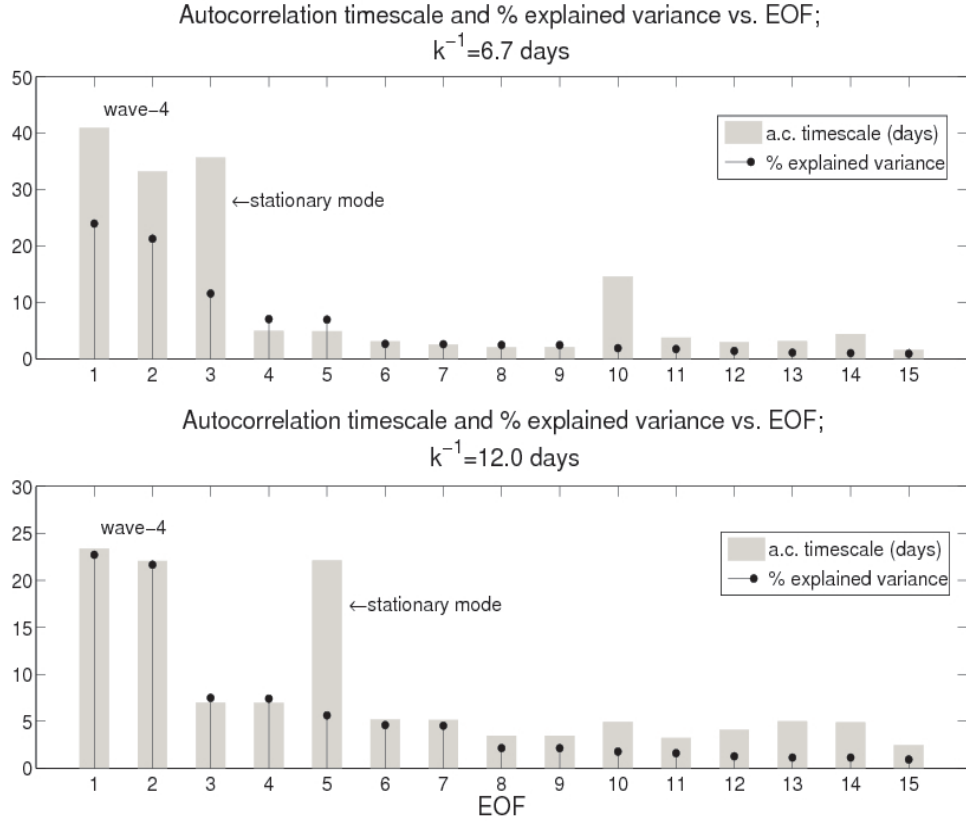 Autocorrelation timescale and % explained variance vs. EOF;
k⁻¹=6.7 days
50
40
30
20
10
0
wave−4
←stationary mode
a.c. timescale (days)
% explained variance
1 2 3 4 5 6 7 8 9 10 11 12 13 14 15
Autocorrelation timescale and % explained variance vs. EOF;
k⁻¹=12.0 days
30
25
20
15
10
5
0
wave−4
←stationary mode
a.c. timescale (days)
% explained variance
1 2 3 4 5 6 7 8 9 10 11 12 13 14 15
EOF